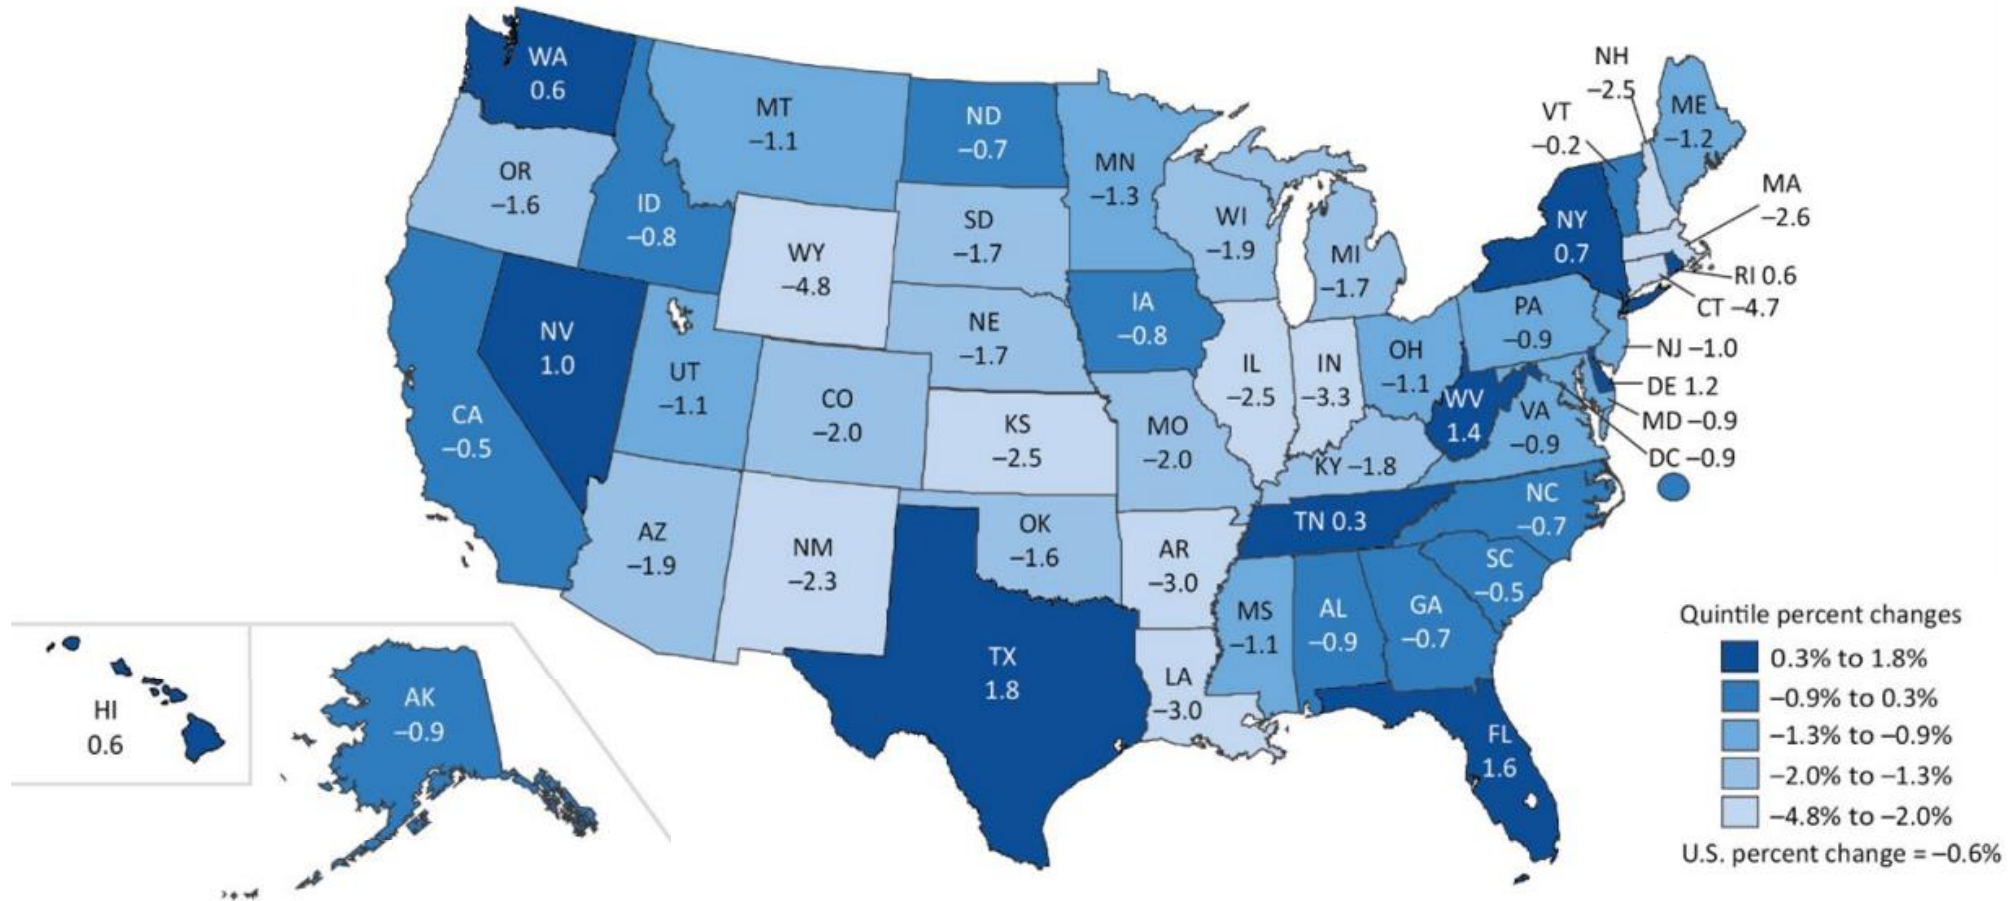 WA
0.6
OR
–1.6
CA
–0.5
NV
1.0
ID
–0.8
MT
–1.1
WY
–4.8
UT
–1.1
AZ
–1.9
CO
–2.0
NM
–2.3
ND
–0.7
SD
–1.7
NE
–1.7
KS
–2.5
OK
–1.6
TX
1.8
MN
–1.3
IA
–0.8
MO
–2.0
AR
–3.0
LA
–3.0
WI
–1.9
IL
–2.5
MI
–1.7
IN
–3.3
OH
–1.1
KY –1.8
TN 0.3
MS
–1.1
AL
–0.9
GA
–0.7
FL
1.6
SC
–0.5
NC
–0.7
VA
–0.9
WV
1.4
PA
–0.9
NY
0.7
VT
–0.2
NH
–2.5
ME
–1.2
MA
–2.6
RI 0.6
CT –4.7
NJ –1.0
DE 1.2
MD –0.9
DC –0.9
HI
0.6
AK
–0.9
Quintile percent changes
0.3% to 1.8%
–0.9% to 0.3%
–1.3% to –0.9%
–2.0% to –1.3%
–4.8% to –2.0%
U.S. percent change = –0.6%